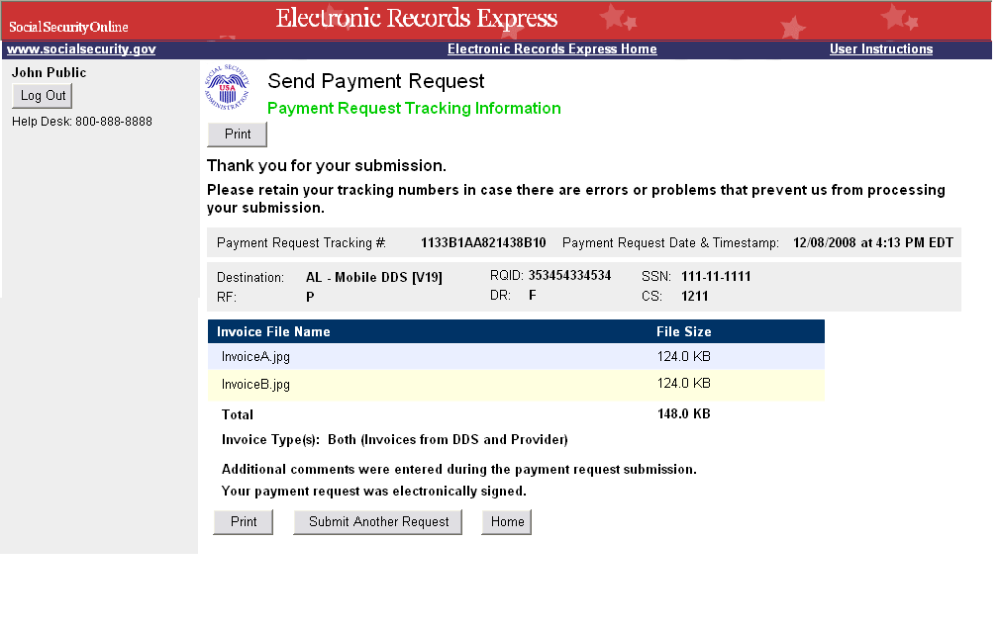 Social Security Online
Electronic Records Express
www.socialsecurity.gov Electronic Records Express Home User Instructions
John Public
Log Out
Help Desk: 800-888-8888
SOCIAL SECURITY ADMINISTRATION
USA
Send Payment Request
Payment Request Tracking Information
Print
Thank you for your submission.
Please retain your tracking numbers in case there are errors or problems that prevent us from processing
your submission.
Payment Request Tracking #: 1133B1AA821438B10 Payment Request Date & Timestamp: 12/08/2008 at 4:13 PM EDT
Destination: AL - Mobile DDS [V19] RQID: 353454334534 SSN: 111-11-1111
RF: P DR: F CS: 1211
Invoice File Name File Size
InvoiceA.jpg 124.0 KB
InvoiceB.jpg 124.0 KB
Total 148.0 KB
Invoice Type(s): Both (Invoices from DDS and Provider)
Additional comments were entered during the payment request submission.
Your payment request was electronically signed.
Print Submit Another Request Home